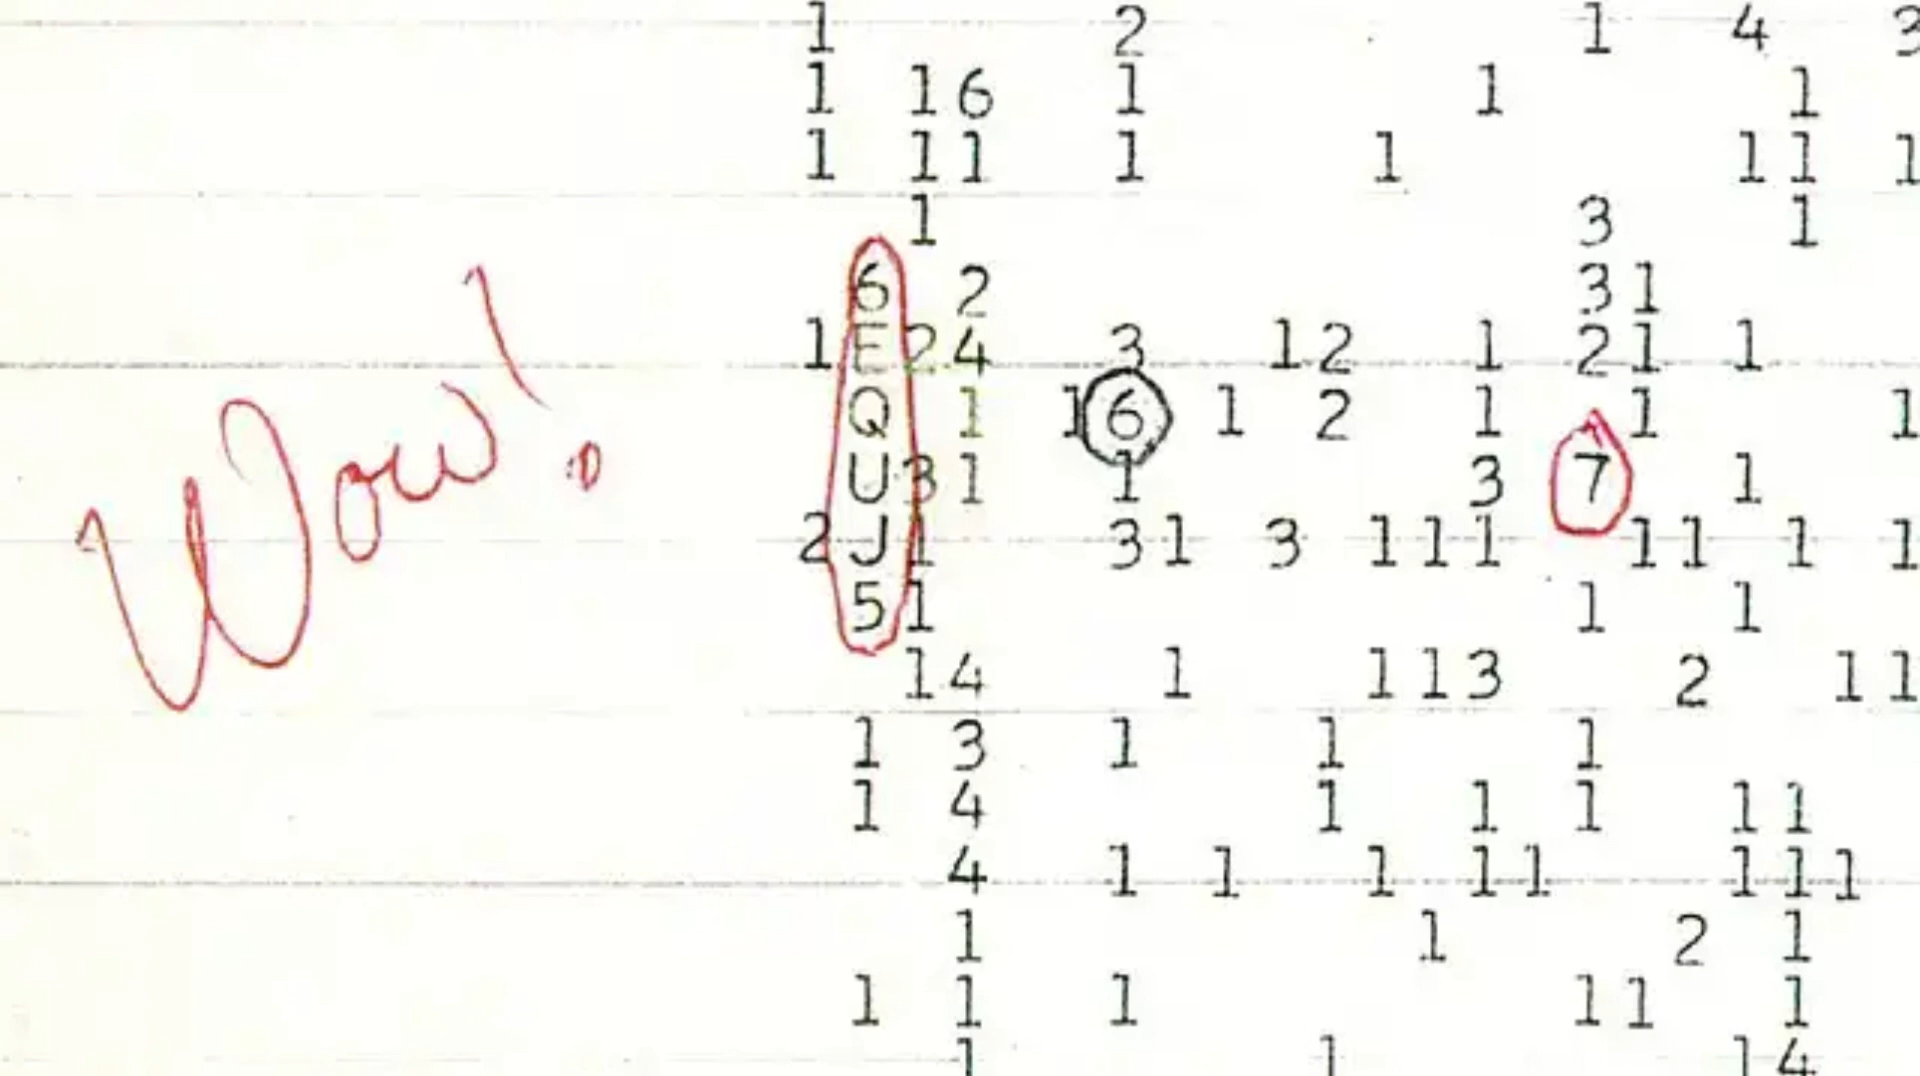 1 2 1 4 3
1 16 1 1 1
1 11 1 1 11 1
1 3 1
6 2 31
1E24 3 12 1 21 1
Q 1 16 1 2 1 1 1
U31 1 3 7 1
2J1 31 3 111 11 1 1
51 1 1
14 1 113 2 11
1 3 1 1 1
1 4 1 1 1 11
4 1 1 1 11 111
1 1 2 1
1 1 1 11 1
1 1 14
Wow!